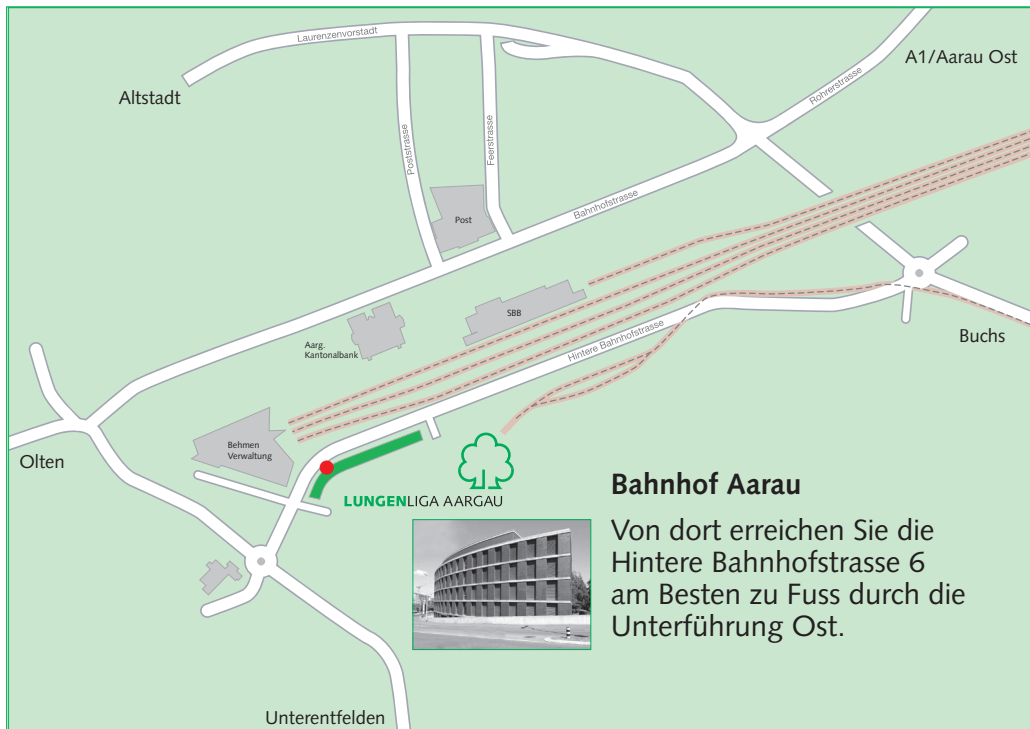 Laurenzenvorstadt
A1/Aarau Ost
Altstadt
Rohrerstrasse
Poststrasse
Feerstrasse
Post
Bahnhofstrasse
SBB
Aarg.
Kantonalbank
Hintere Bahnhofstrasse
Buchs
Olten
Behmen
Verwaltung
LUNGENLIGA AARGAU
Bahnhof Aarau
Von dort erreichen Sie die
Hintere Bahnhofstrasse 6
am Besten zu Fuss durch die
Unterführung Ost.
Unterentfelden